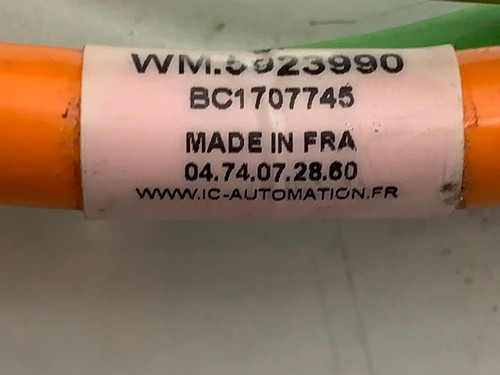 WM.5923990
BC1707745
MADE IN FRA
04.74.07.28.60
WWW.IC-AUTOMATION.FR